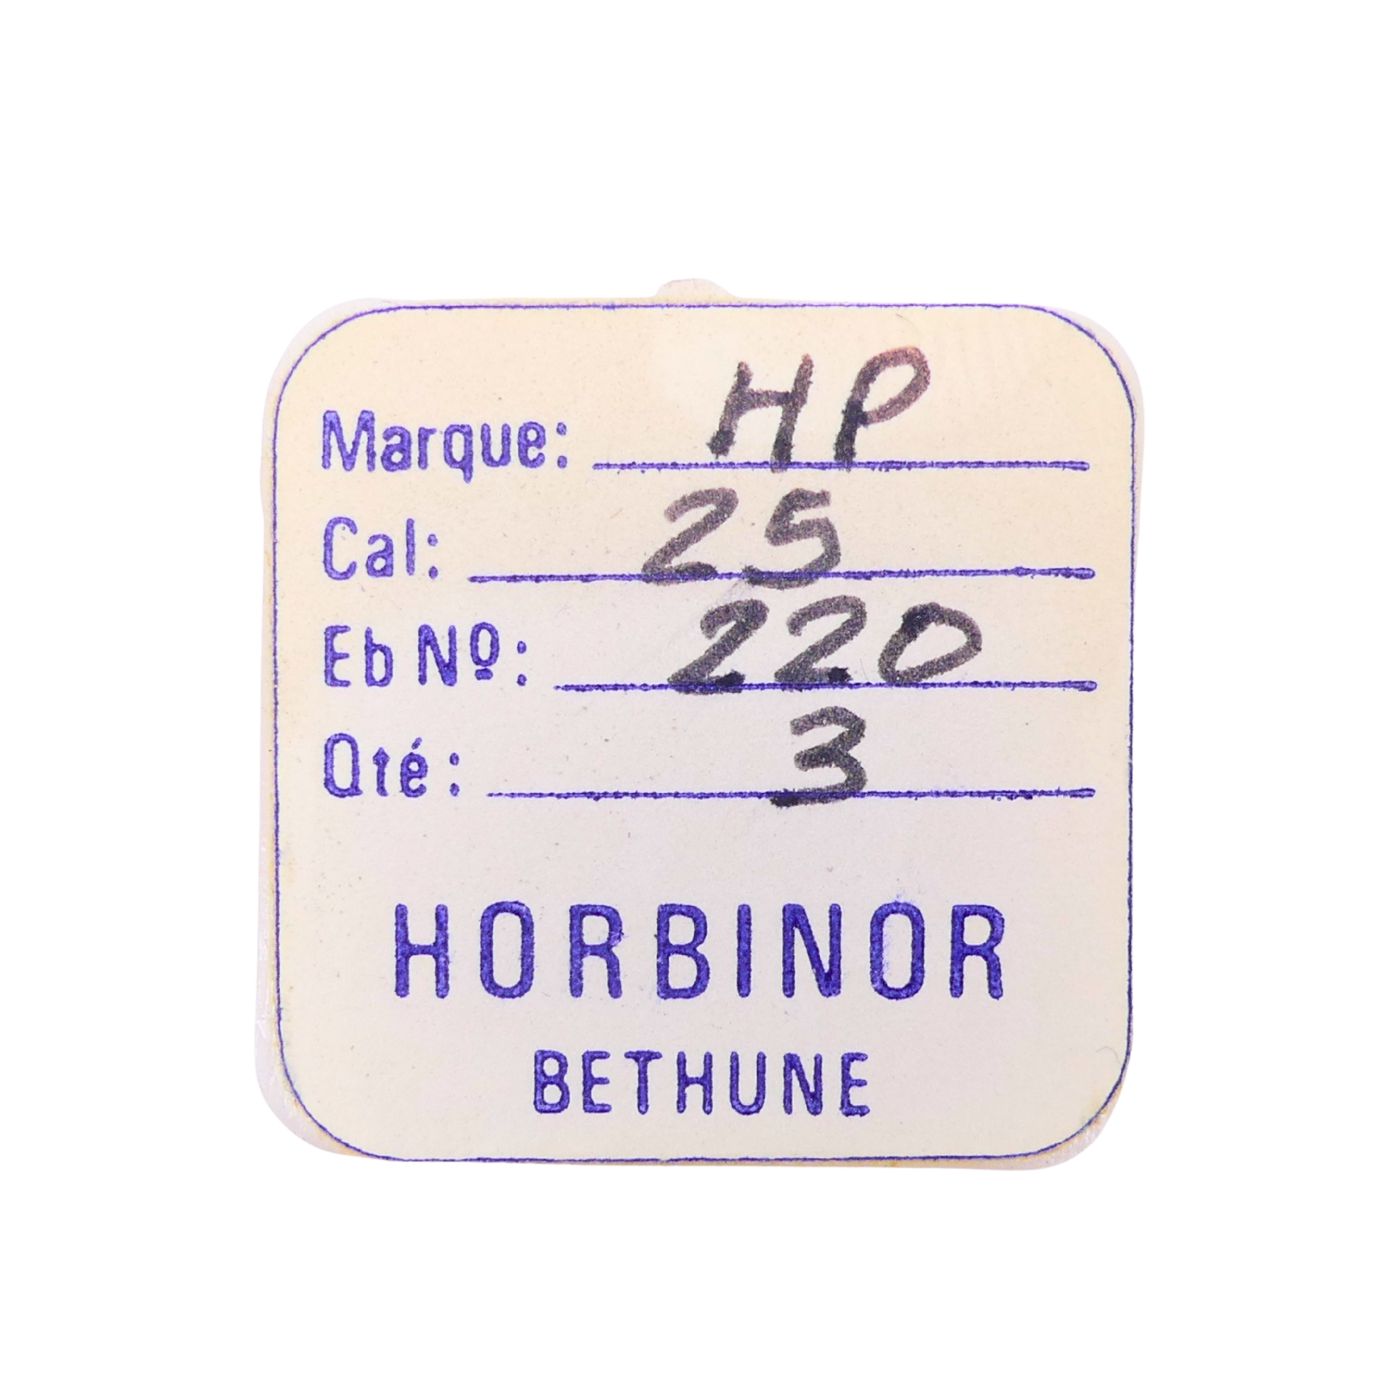 Marque: HP
Cal: 25
Eb Nº: 220
Qté: 3
HORBINOR
BETHUNE